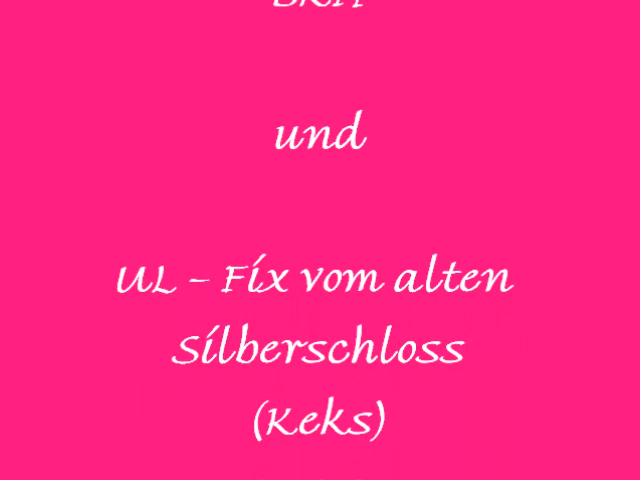 und
UL – Fix vom alten
Silberschloss
(Keks)